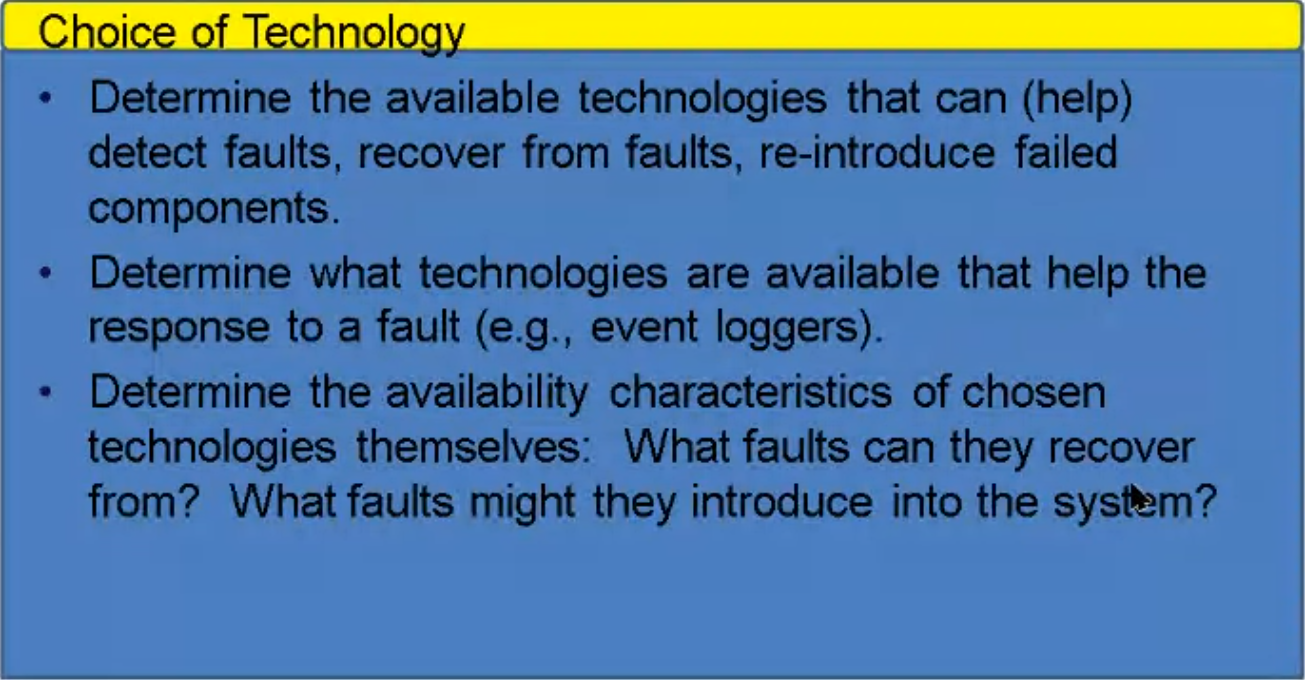 Choice of Technology
• Determine the available technologies that can (help)
detect faults, recover from faults, re-introduce failed
components.
• Determine what technologies are available that help the
response to a fault (e.g., event loggers).
• Determine the availability characteristics of chosen
technologies themselves: What faults can they recover
from? What faults might they introduce into the system?